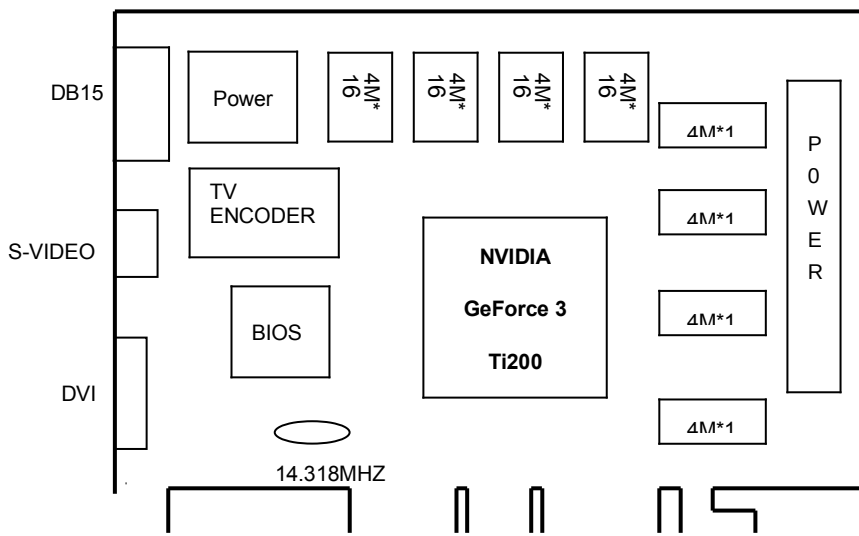 DB15
Power
4M*
16
4M*
16
4M*
16
4M*
16
4M*1
P
0
W
E
R
TV
ENCODER
4M*1
S-VIDEO
NVIDIA
GeForce 3
Ti200
BIOS
4M*1
DVI
4M*1
14.318MHZ